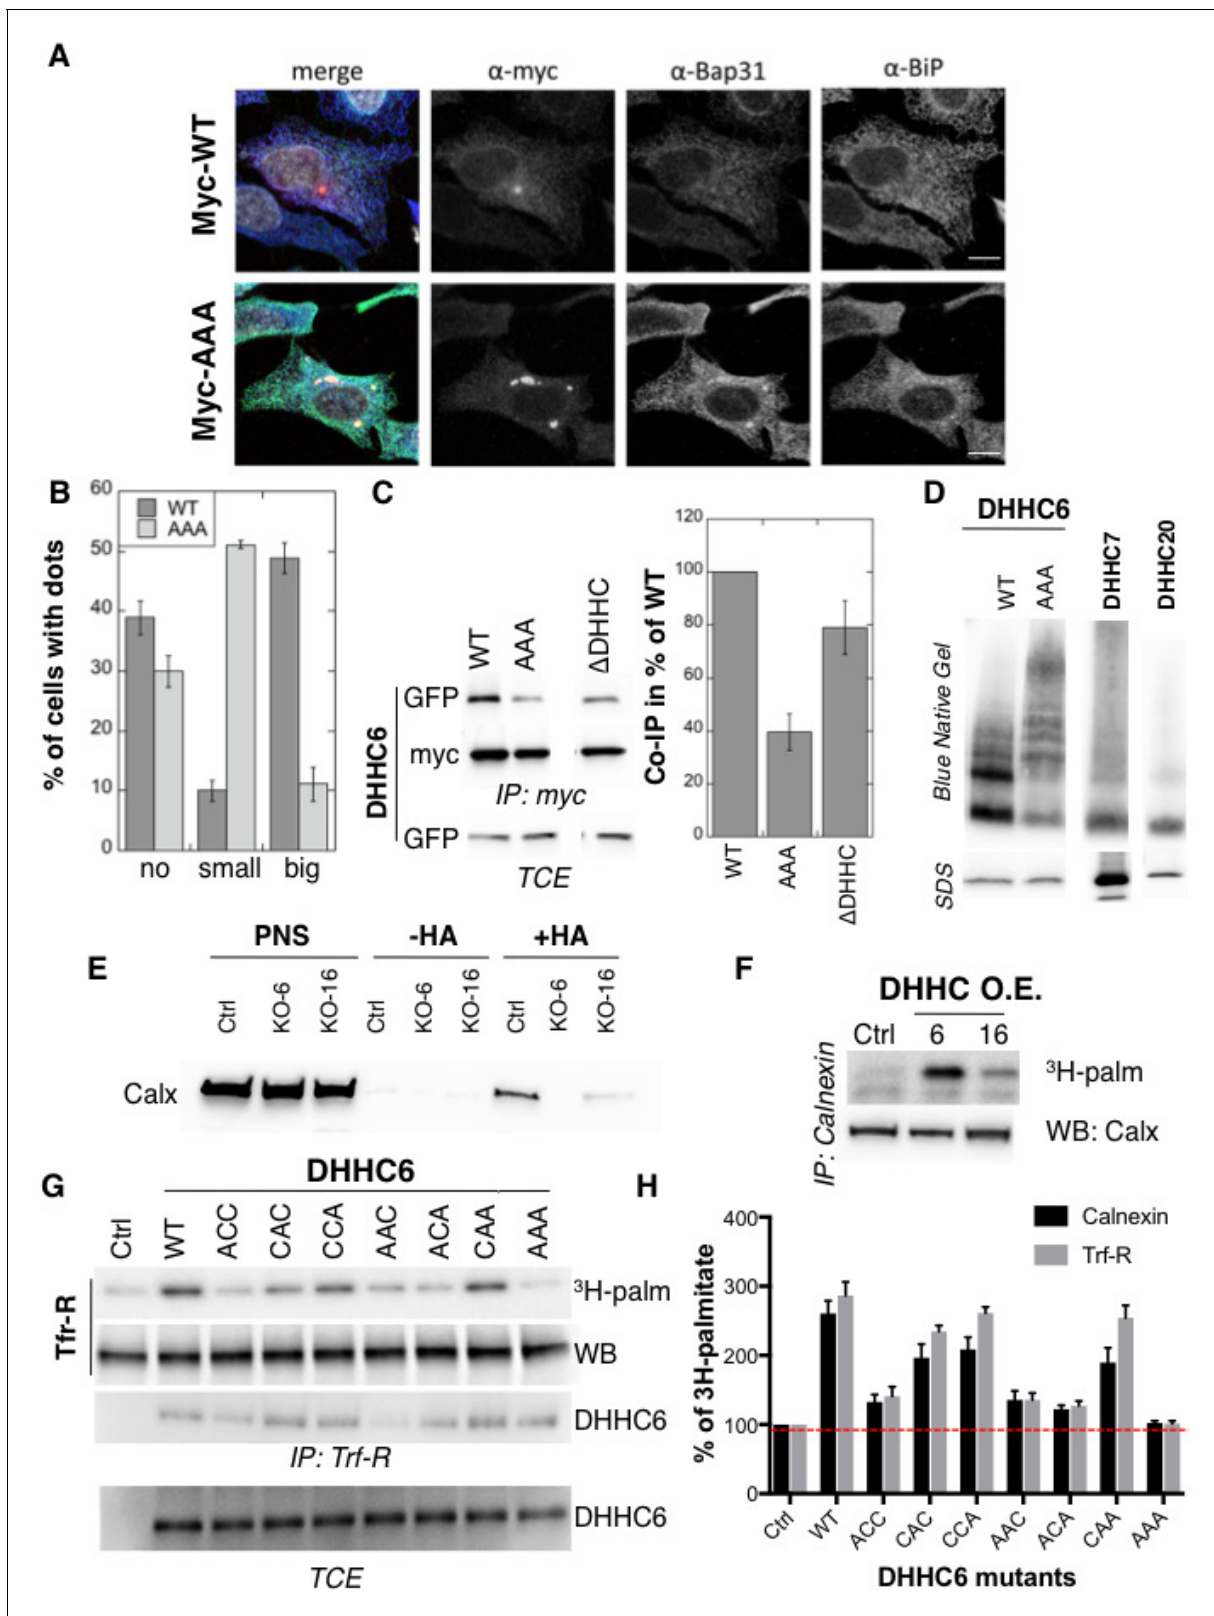 A
merge α-myc α-Bap31 α-BiP
Myc-WT
Myc-AAA
B
% of cells with dots
60
50
40
30
20
10
0
WT
AAA
no small big
C
DHHC6
WT AAA ΔDHHC
GFP
myc
IP: myc
GFP
TCE
Co-IP in % of WT
120
100
80
60
40
20
0
WT AAA ΔDHHC
D
DHHC6 DHHC7 DHHC20
WT AAA
Blue Native Gel
SDS
E
PNS -HA +HA
Ctrl KO-6 KO-16 Ctrl KO-6 KO-16 Ctrl KO-6 KO-16
Calx
F
DHHC O.E.
Ctrl 6 16
IP: Calnexin
³H-palm
WB: Calx
G
DHHC6
Ctrl WT ACC CAC CCA AAC ACA CAA AAA
Tfr-R
³H-palm
WB
DHHC6
IP: Trf-R
DHHC6
TCE
H
% of 3H-palmitate
400
300
200
100
0
Calnexin
Trf-R
Ctrl WT ACC CAC CCA AAC ACA CAA AAA
DHHC6 mutants